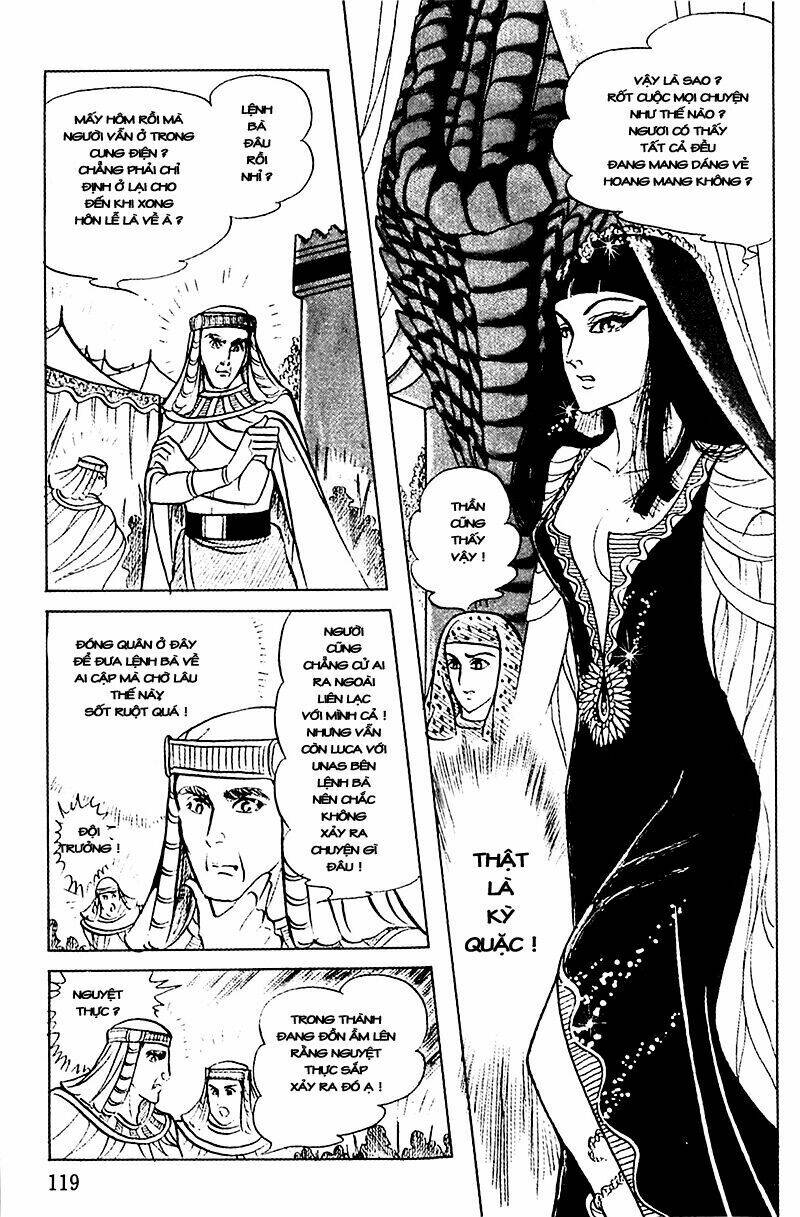 VẬY LÀ SAO ?
RỐT CUỘC MỌI CHUYỆN
NHƯ THẾ NÀO ?
NGƯƠI CÓ THẤY
TẤT CẢ ĐỀU
ĐANG MANG DÁNG VẺ
HOANG MANG KHÔNG ?
THẦN
CŨNG
THẤY
VẬY !
THẬT
LÀ
KỲ
QUẶC !
LỆNH
BÀ
ĐÂU
RỒI
NHỈ ?
MẤY HÔM RỒI MÀ
NGƯỜI VẪN Ở TRONG
CUNG ĐIỆN ?
CHẲNG PHẢI CHỈ
ĐỊNH Ở LẠI CHO
ĐẾN KHI XONG
HÔN LỄ LÀ VỀ À ?
ĐÓNG QUÂN Ở ĐÂY
ĐỂ ĐƯA LỆNH BÀ VỀ
AI CẬP MÀ CHỜ LÂU
THẾ NÀY
SỐT RUỘT QUÁ !
NGƯỜI
CŨNG
CHẲNG CỬ AI
RA NGOÀI
LIÊN LẠC
VỚI MÌNH CẢ !
NHƯNG VẪN
CÒN LUCA VỚI
UNAS BÊN
LỆNH BÀ
NÊN CHẮC
KHÔNG
XẢY RA
CHUYỆN GÌ
ĐÂU !
ĐỘI
TRƯỞNG !
TRONG THÀNH
ĐANG ĐỒN ẦM LÊN
RẰNG NGUYỆT
THỰC SẮP
XẢY RA ĐÓ Ạ !
NGUYỆT
THỰC ?
119